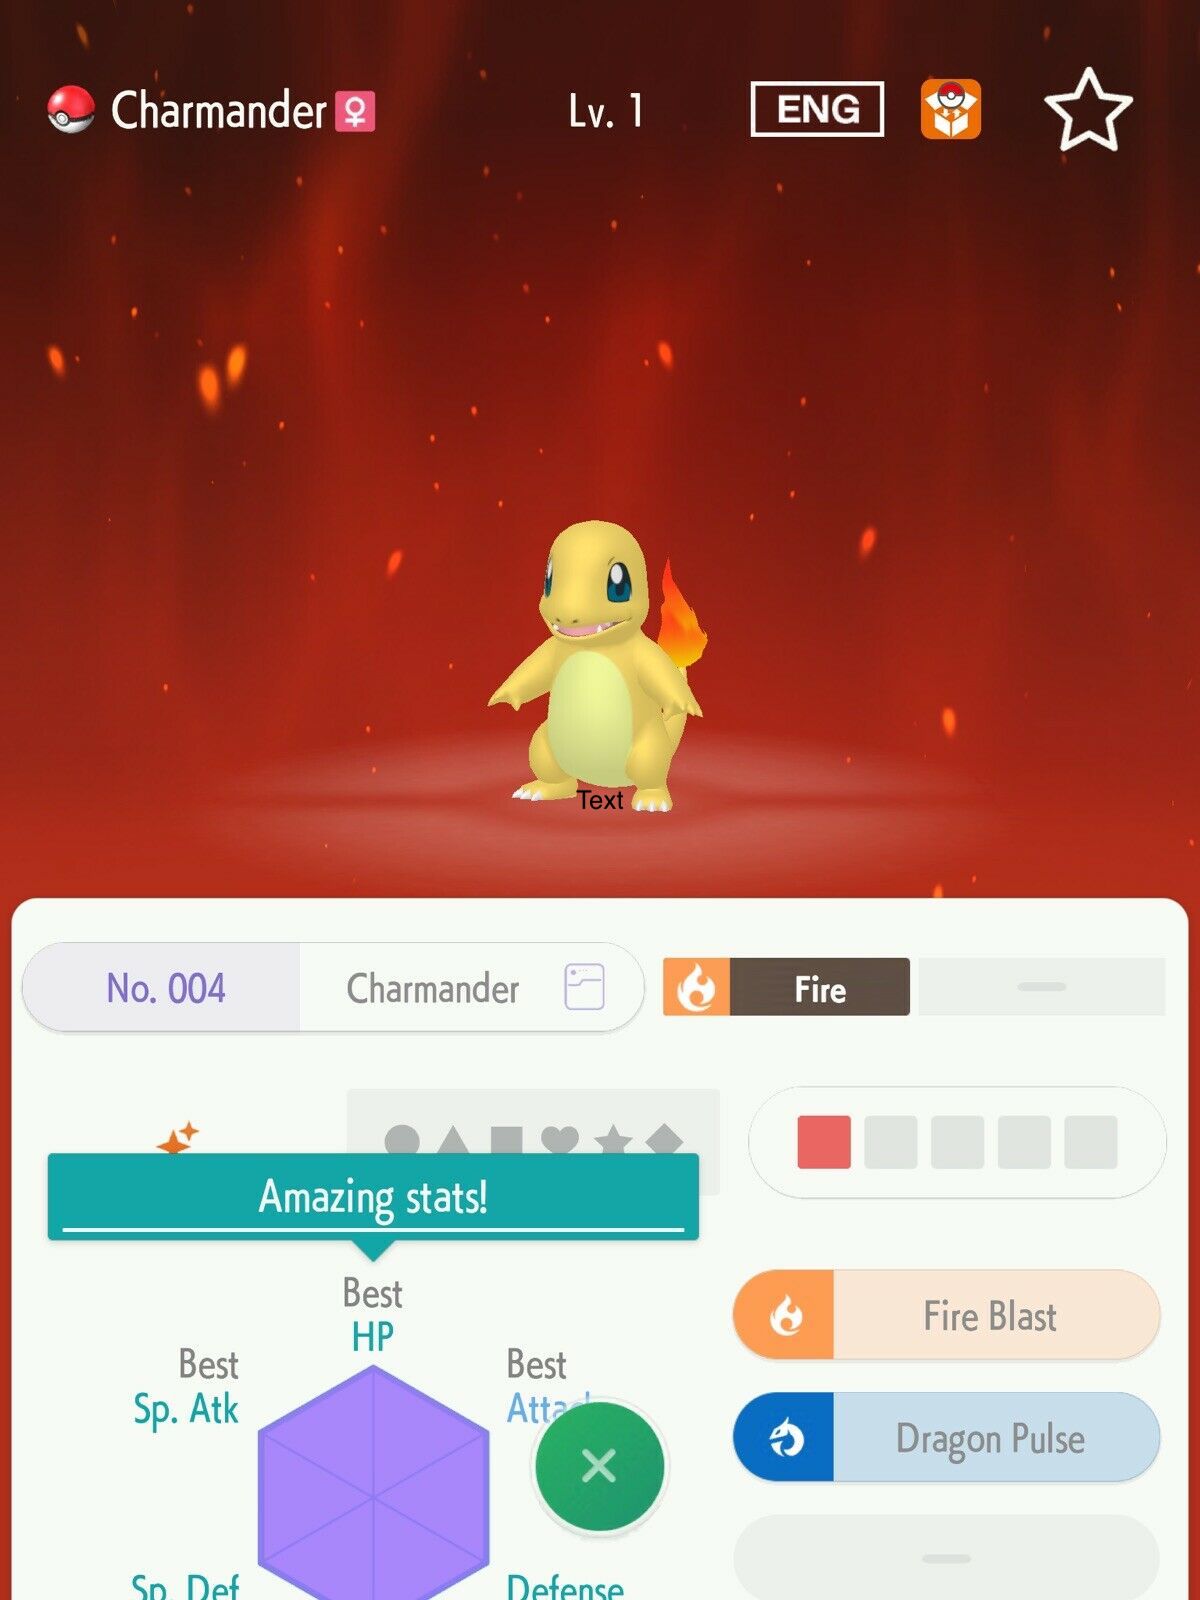 Charmander ♀ Lv. 1 ENG
Text
No. 004 Charmander Fire
Amazing stats!
Best
HP
Best
Sp. Atk
Best
Attack
Sp. Def
Defense
Fire Blast
Dragon Pulse